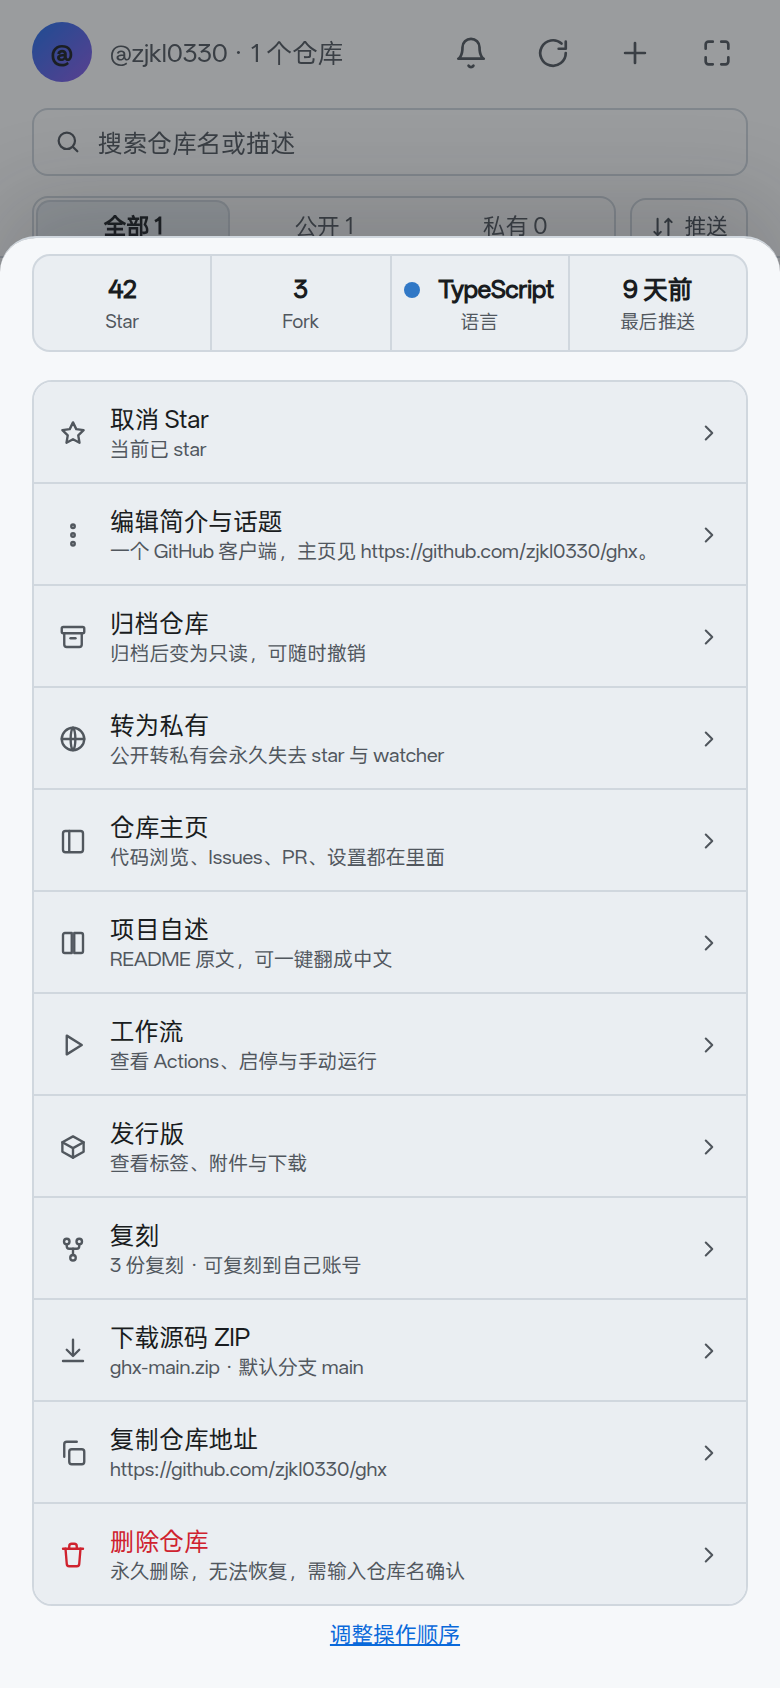 @ @zjkl0330 · 1 个仓库
搜索仓库名或描述
全部 1 公开 1 私有 0 推送
42 3 TypeScript 9 天前
Star Fork 语言 最后推送
取消 Star
当前已 star
编辑简介与话题
一个 GitHub 客户端，主页见 https://github.com/zjkl0330/ghx。
归档仓库
归档后变为只读，可随时撤销
转为私有
公开转私有会永久失去 star 与 watcher
仓库主页
代码浏览、Issues、PR、设置都在里面
项目自述
README 原文，可一键翻成中文
工作流
查看 Actions、启停与手动运行
发行版
查看标签、附件与下载
复刻
3 份复刻 · 可复刻到自己账号
下载源码 ZIP
ghx-main.zip · 默认分支 main
复制仓库地址
https://github.com/zjkl0330/ghx
删除仓库
永久删除，无法恢复，需输入仓库名确认
调整操作顺序